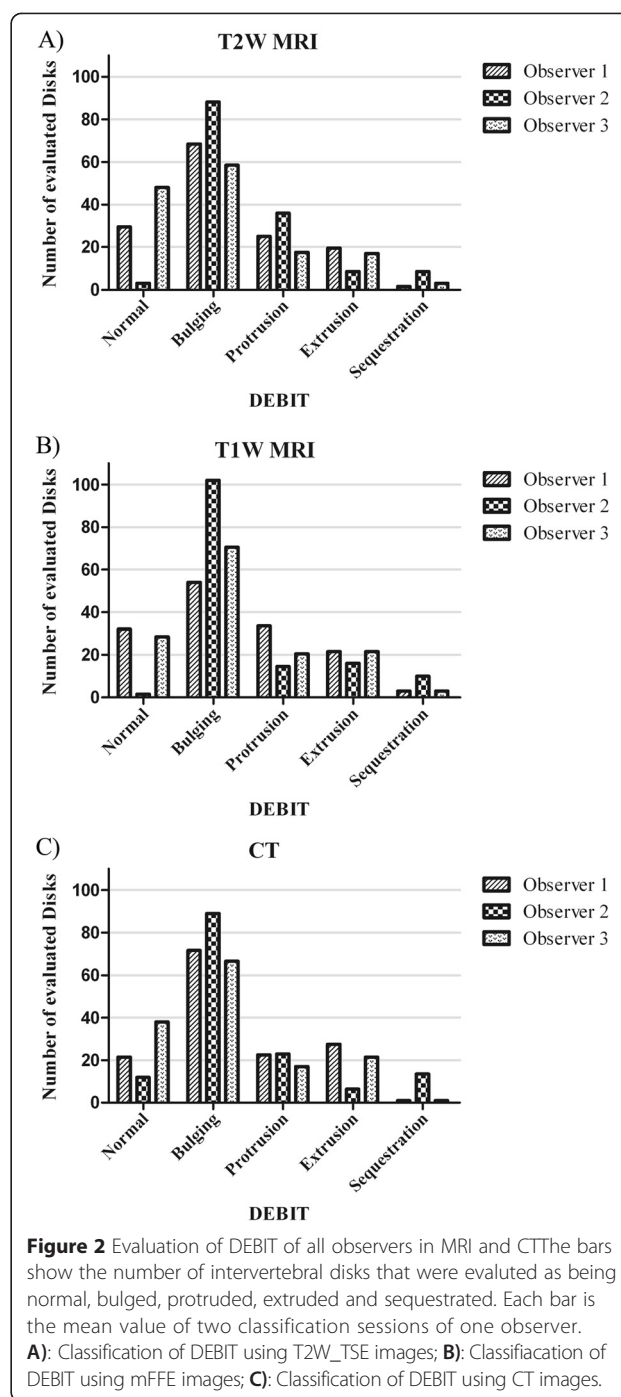 A)
T2W MRI
Number of evaluated Disks
100
80
60
40
20
0
Normal
Bulging
Protrusion
Extrusion
Sequestration
DEBIT
Observer 1
Observer 2
Observer 3
B)
T1W MRI
Number of evaluated Disks
100
80
60
40
20
0
Normal
Bulging
Protrusion
Extrusion
Sequestration
DEBIT
Observer 1
Observer 2
Observer 3
C)
CT
Number of evaluated Disks
100
80
60
40
20
0
Normal
Bulging
Protrusion
Extrusion
Sequestration
DEBIT
Observer 1
Observer 2
Observer 3
Figure 2 Evaluation of DEBIT of all observers in MRI and CTThe bars
show the number of intervertebral disks that were evaluted as being
normal, bulged, protruded, extruded and sequestrated. Each bar is
the mean value of two classification sessions of one observer.
A): Classification of DEBIT using T2W_TSE images; B): Classifiacation of
DEBIT using mFFE images; C): Classification of DEBIT using CT images.